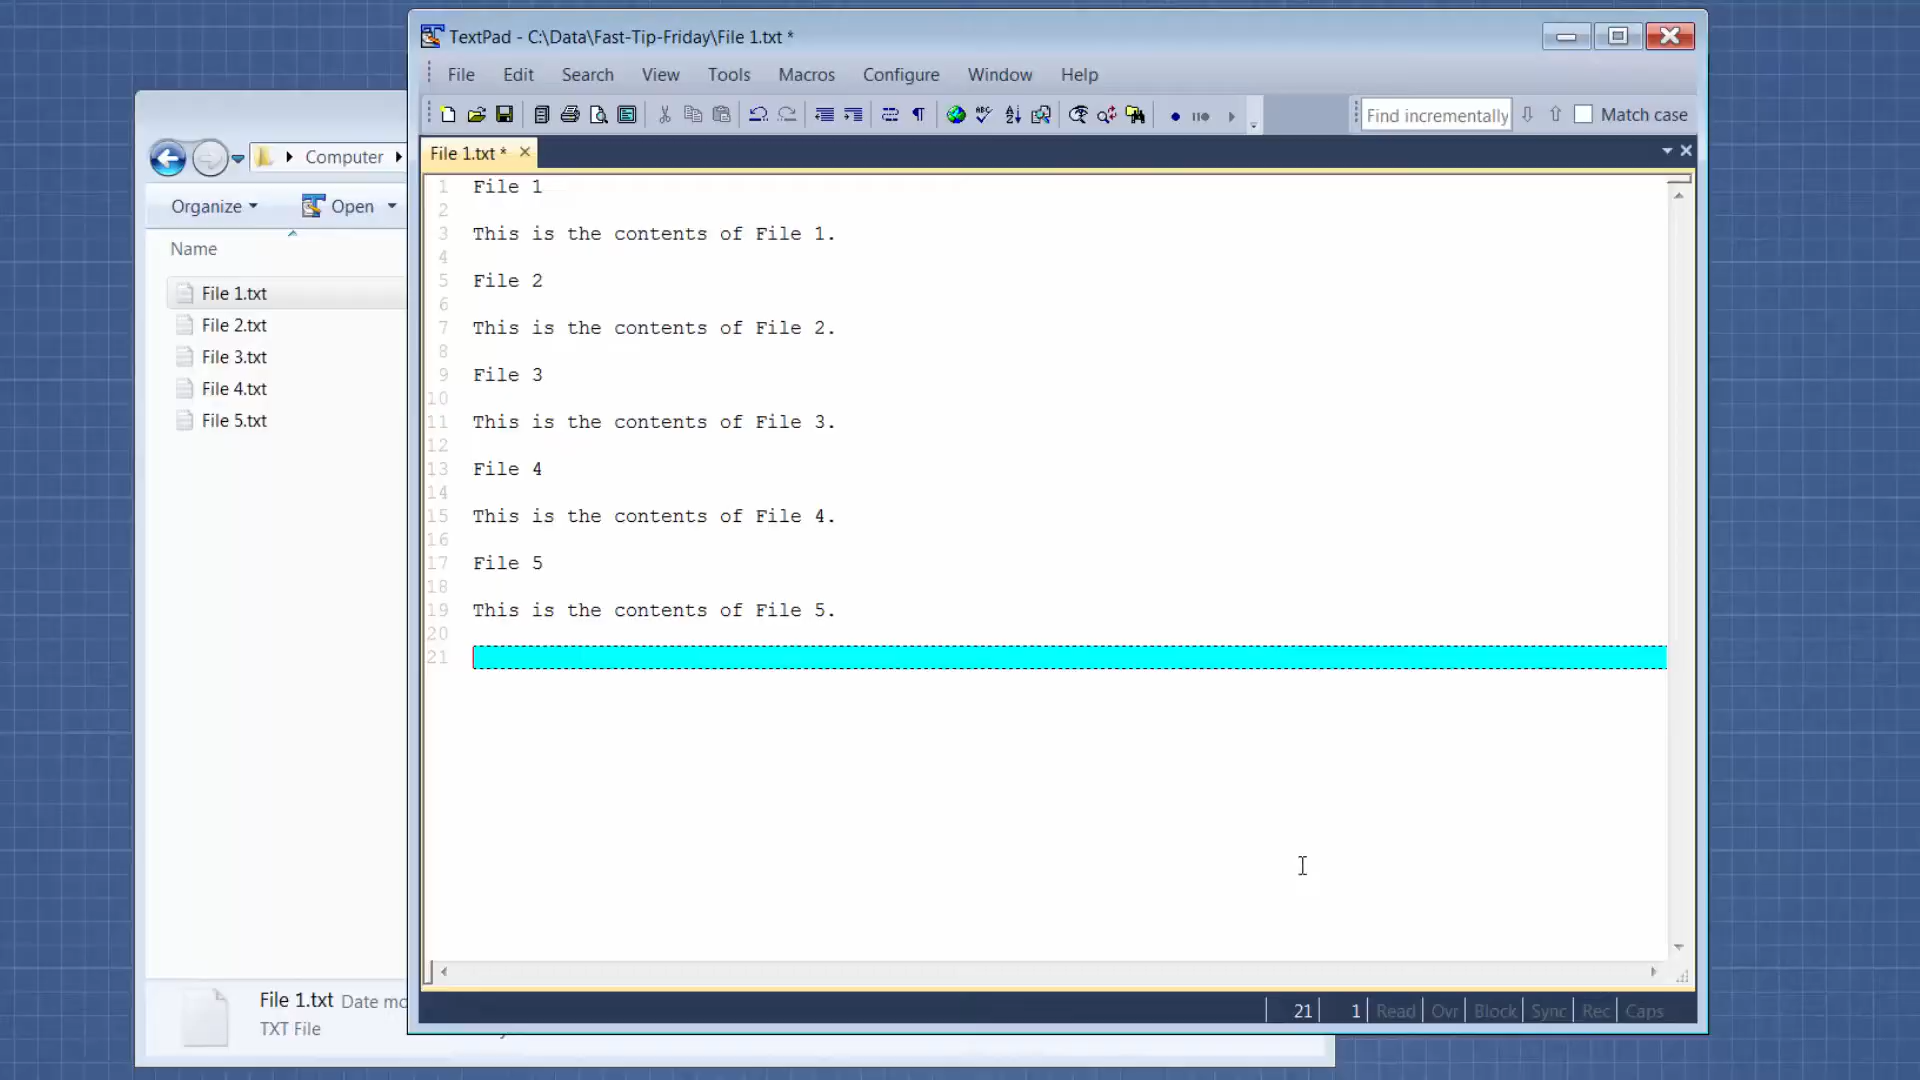 TextPad - C:\Data\Fast-Tip-Friday\File 1.txt *
File Edit Search View Tools Macros Configure Window Help
Find incrementally Match case
File 1.txt *
Computer
Organize Open
Name
File 1.txt
File 2.txt
File 3.txt
File 4.txt
File 5.txt
1 File 1
2
3 This is the contents of File 1.
4
5 File 2
6
7 This is the contents of File 2.
8
9 File 3
10
11 This is the contents of File 3.
12
13 File 4
14
15 This is the contents of File 4.
16
17 File 5
18
19 This is the contents of File 5.
20
21
File 1.txt Date mo
TXT File
21 1 Read Ovr Block Sync Rec Caps